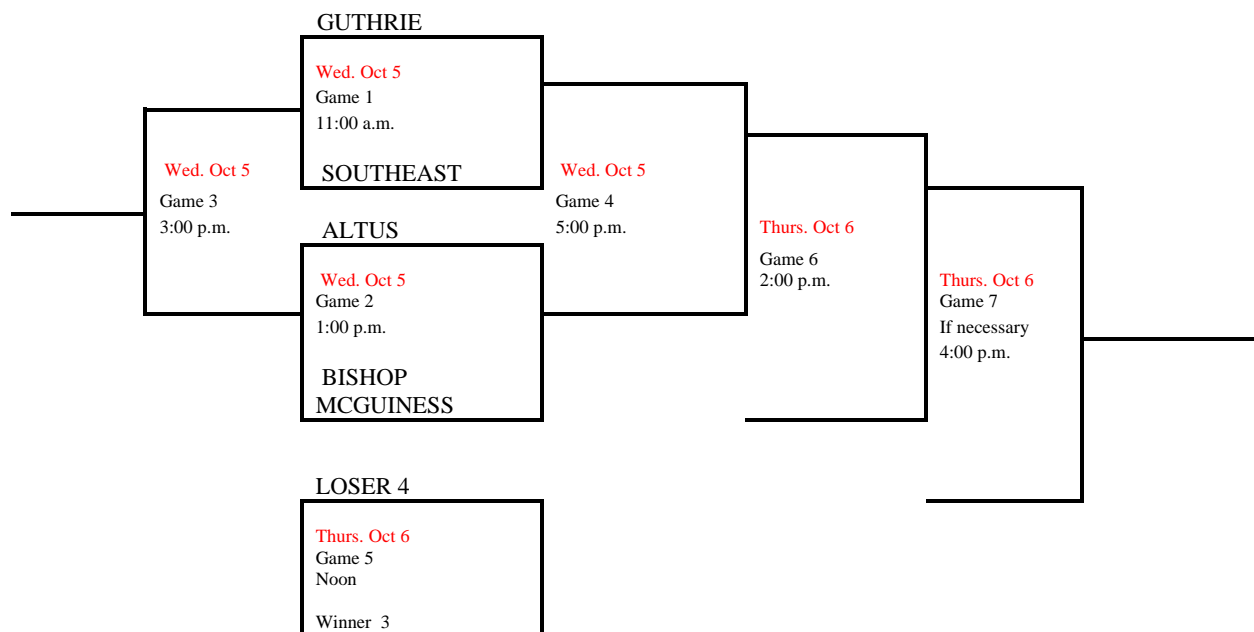 GUTHRIE
Wed. Oct 5
Game 1
11:00 a.m.
SOUTHEAST
Wed. Oct 5
Game 3
3:00 p.m.
Wed. Oct 5
Game 4
5:00 p.m.
ALTUS
Wed. Oct 5
Game 2
1:00 p.m.
BISHOP
MCGUINESS
Thurs. Oct 6
Game 6
2:00 p.m.
Thurs. Oct 6
Game 7
If necessary
4:00 p.m.
LOSER 4
Thurs. Oct 6
Game 5
Noon
Winner 3